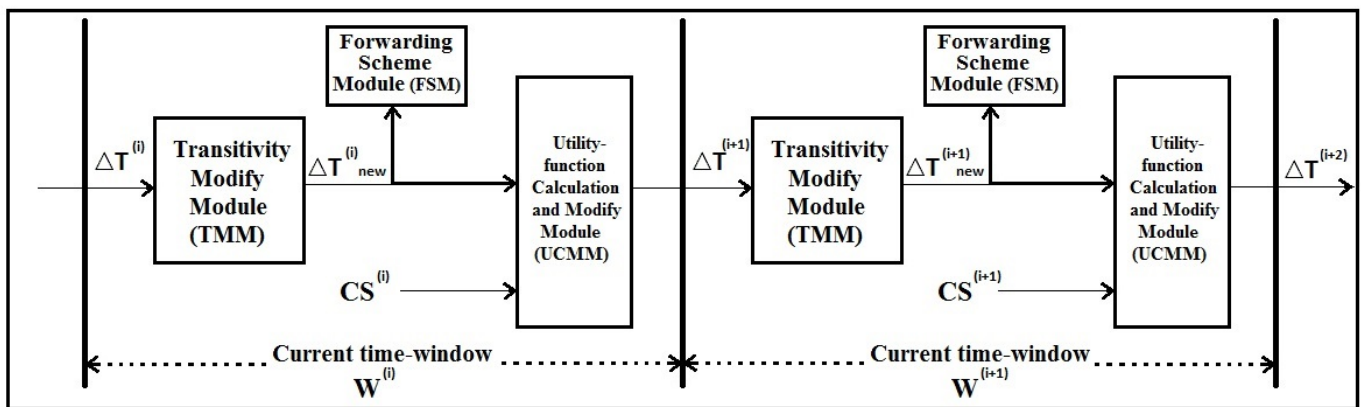 Forwarding
Scheme
Module (FSM)
△T^(i)
Transitivity
Modify
Module
(TMM)
△T^(i)_new
Utility-
function
Calculation
and Modify
Module
(UCMM)
CS^(i)
Current time-window
W^(i)
Forwarding
Scheme
Module (FSM)
△T^(i+1)
Transitivity
Modify
Module
(TMM)
△T^(i+1)_new
Utility-
function
Calculation
and Modify
Module
(UCMM)
△T^(i+2)
CS^(i+1)
Current time-window
W^(i+1)